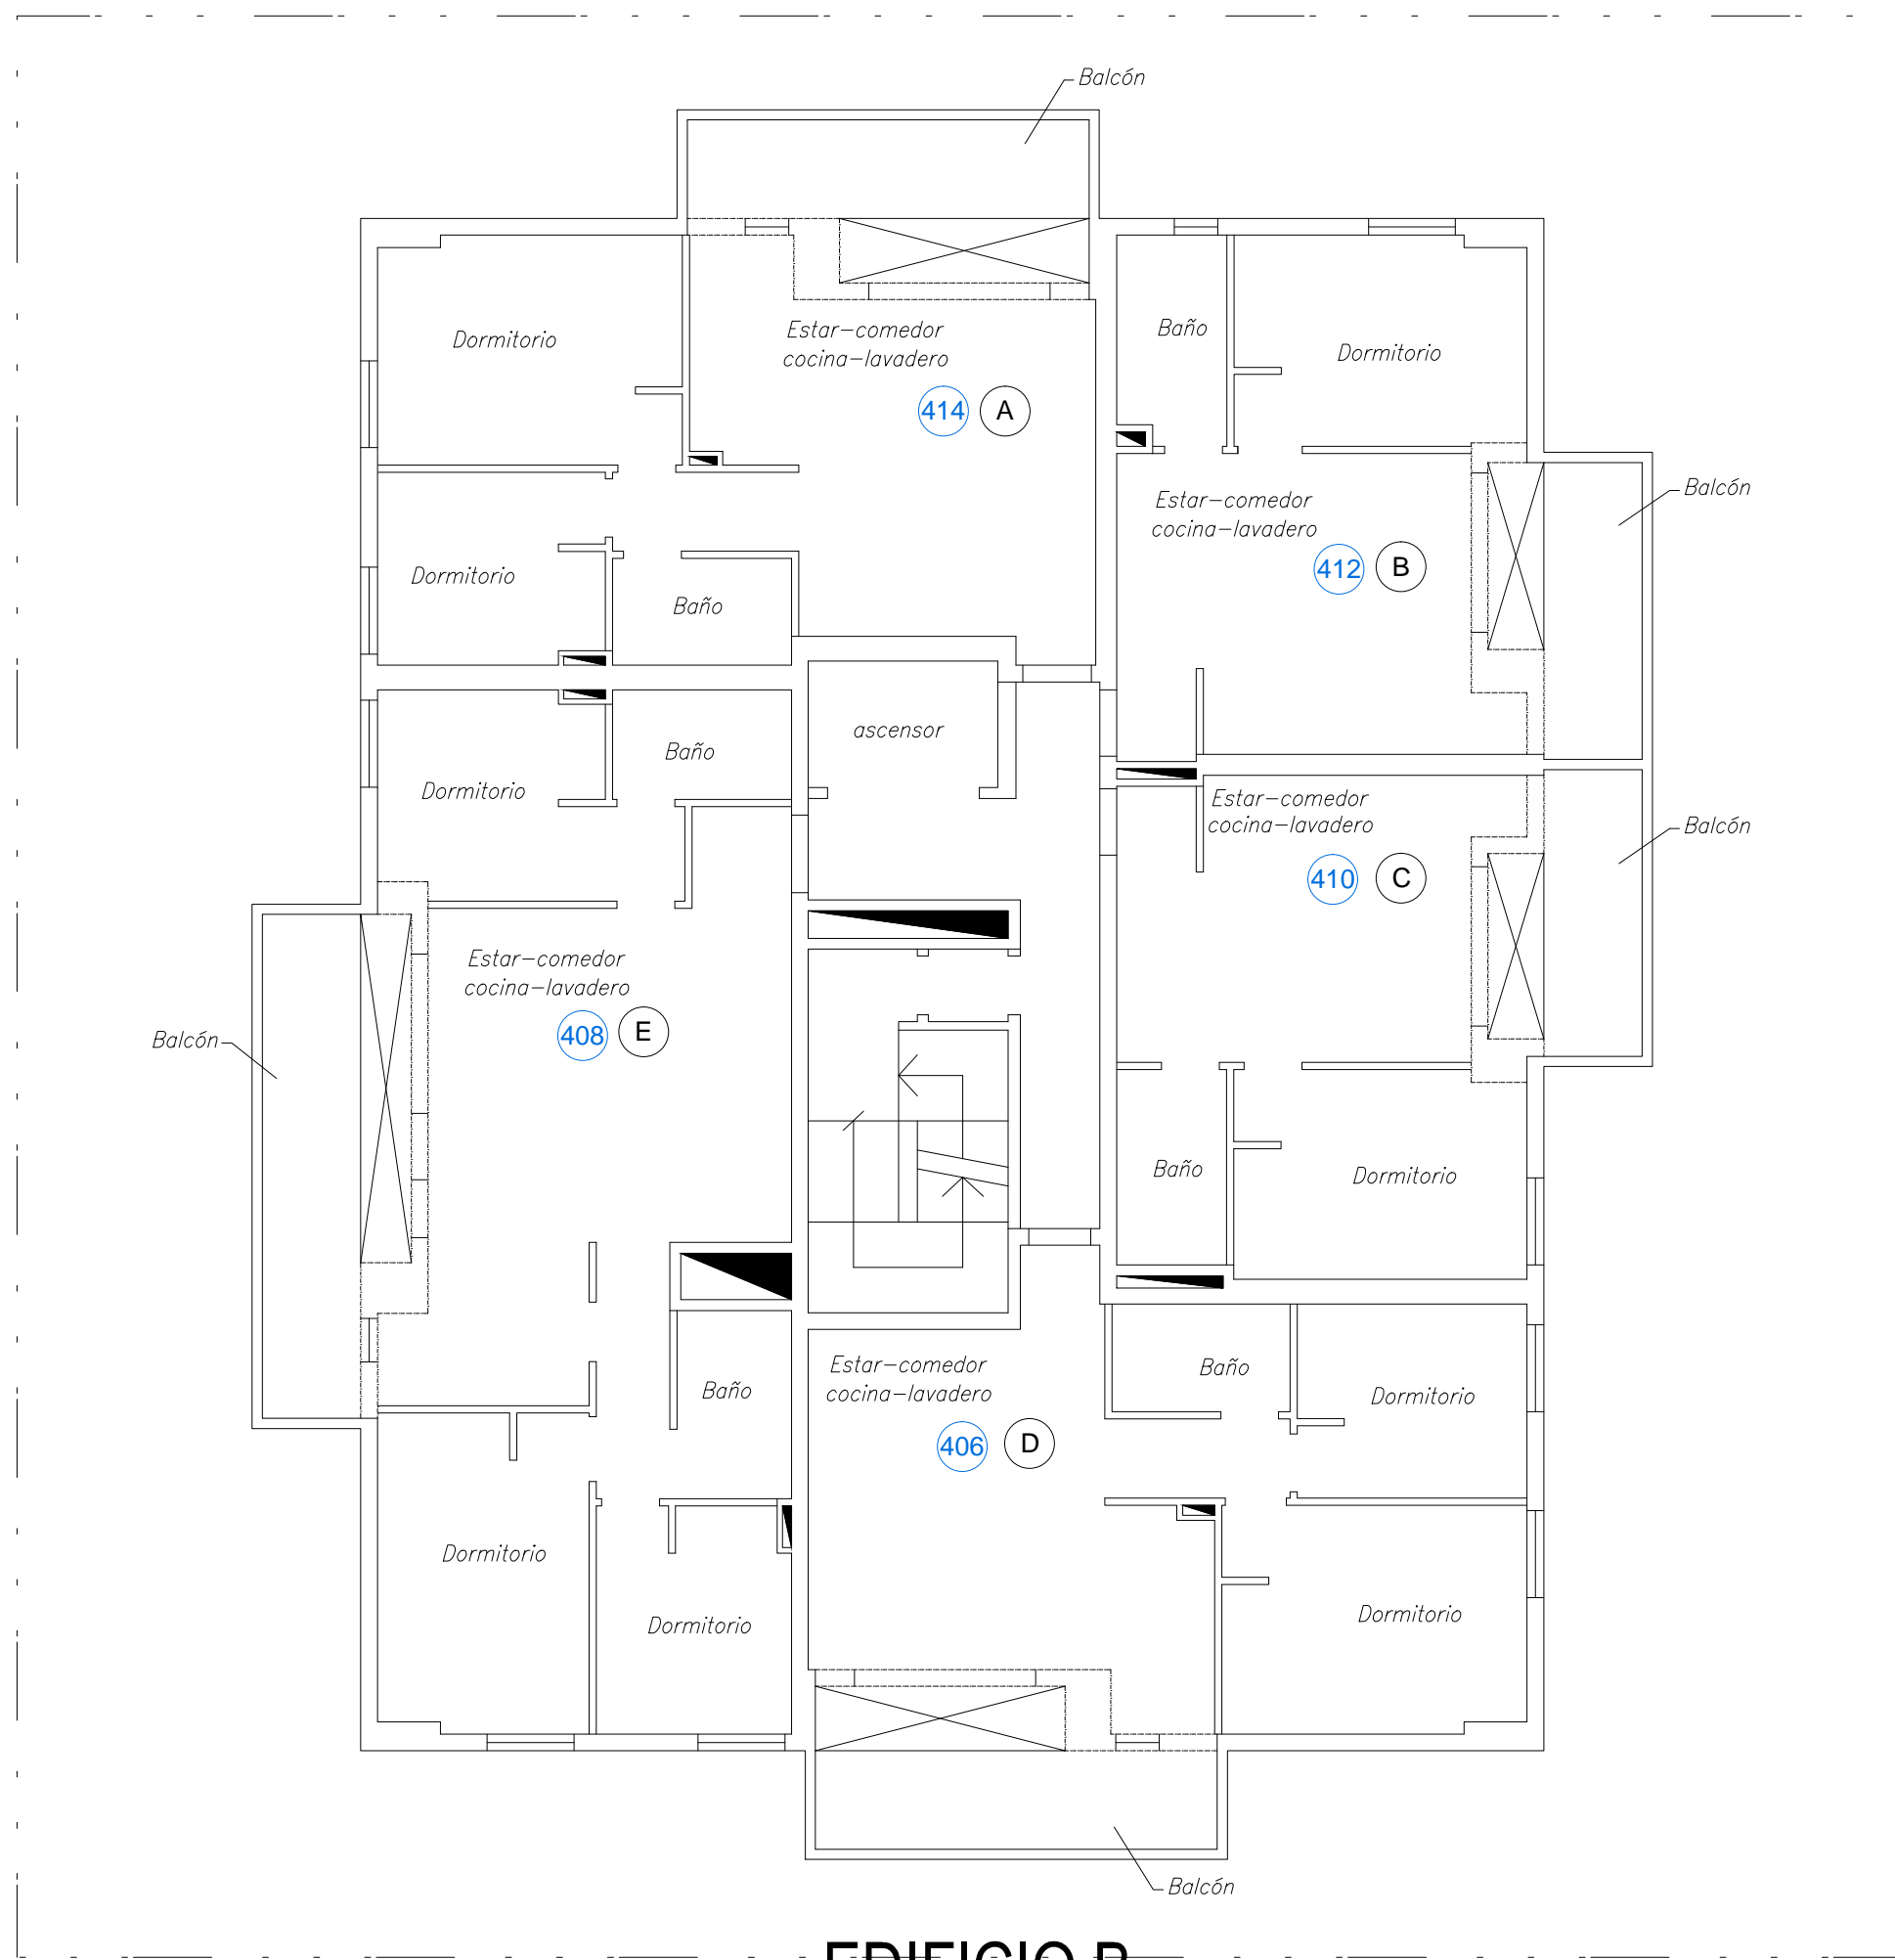 Balcón
Dormitorio
Estar-comedor
cocina-lavadero
414 A
Baño
Dormitorio
Dormitorio
Baño
Estar-comedor
cocina-lavadero
412 B
Balcón
ascensor
Dormitorio
Baño
Estar-comedor
cocina-lavadero
410 C
Balcón
Estar-comedor
cocina-lavadero
408 E
Balcón
Baño
Dormitorio
Baño
Dormitorio
Dormitorio
Estar-comedor
cocina-lavadero
406 D
Baño
Dormitorio
Dormitorio
Balcón
EDIFICIO B